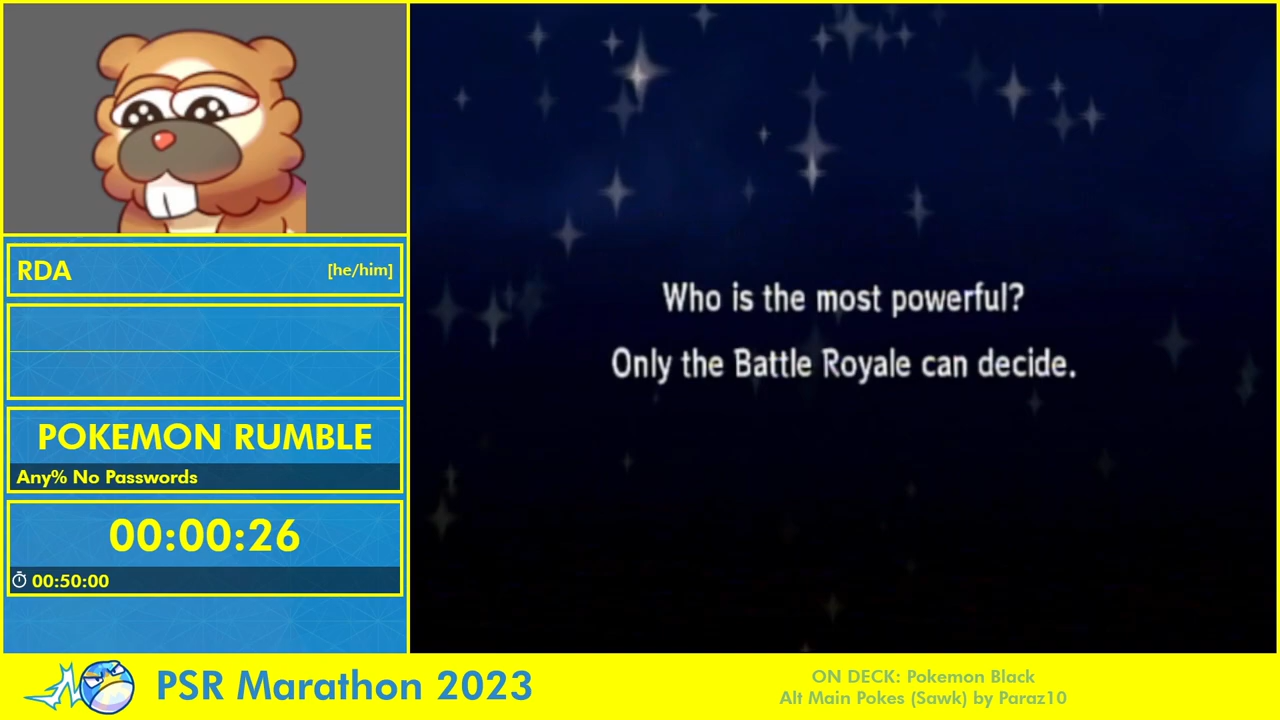 RDA
[he/him]
POKEMON RUMBLE
Any% No Passwords
00:00:26
00:50:00
Who is the most powerful?
Only the Battle Royale can decide.
PSR Marathon 2023
ON DECK: Pokemon Black
Alt Main Pokes (Sawk) by Paraz10